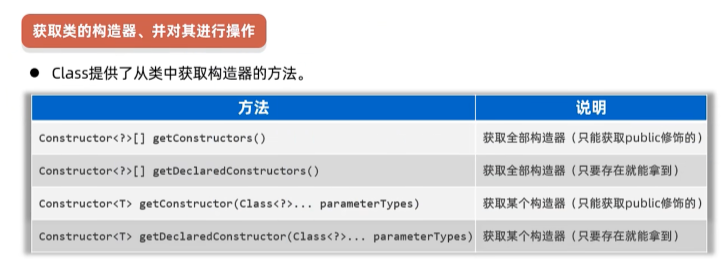 获取类的构造器、并对其进行操作
● Class提供了从类中获取构造器的方法。
方法 说明
Constructor<?>[] getConstructors() 获取全部构造器（只能获取public修饰的）
Constructor<?>[] getDeclaredConstructors() 获取全部构造器（只要存在就能拿到）
Constructor<T> getConstructor(Class<?>... parameterTypes) 获取某个构造器（只能获取public修饰的）
Constructor<T> getDeclaredConstructor(Class<?>... parameterTypes) 获取某个构造器（只要存在就能拿到）